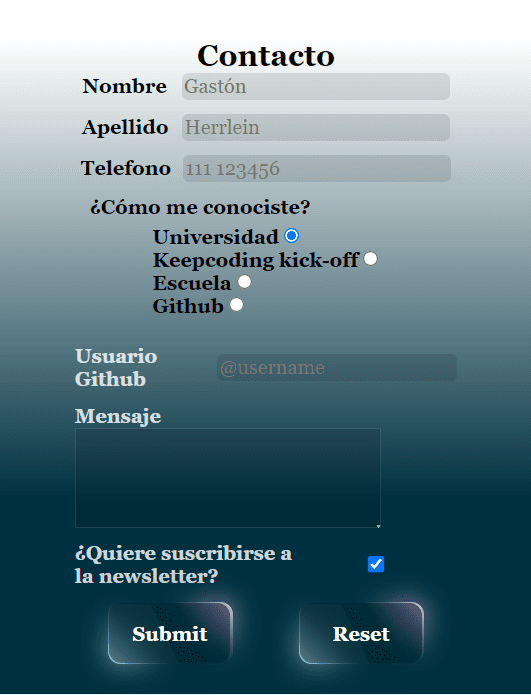 Contacto
Nombre Gastón
Apellido Herrlein
Telefono 111 123456
¿Cómo me conociste?
Universidad
Keepcoding kick-off
Escuela
Github
Usuario
Github @username
Mensaje
¿Quiere suscribirse a
la newsletter?
Submit Reset